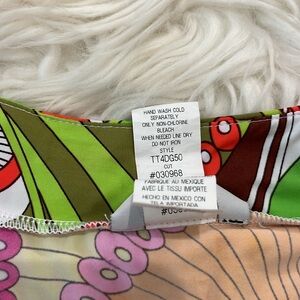 HAND WASH COLD
SEPARATELY
ONLY NON-CHLORINE
BLEACH
WHEN NEEDED LINE DRY
DO NOT IRON
STYLE
TT4DG50
CUT
#030968
FABRIQUE AU MEXIQUE
AVEC LE TISSU IMPORTE
HECHO EN MEXICO CON
TELA IMPORTADA